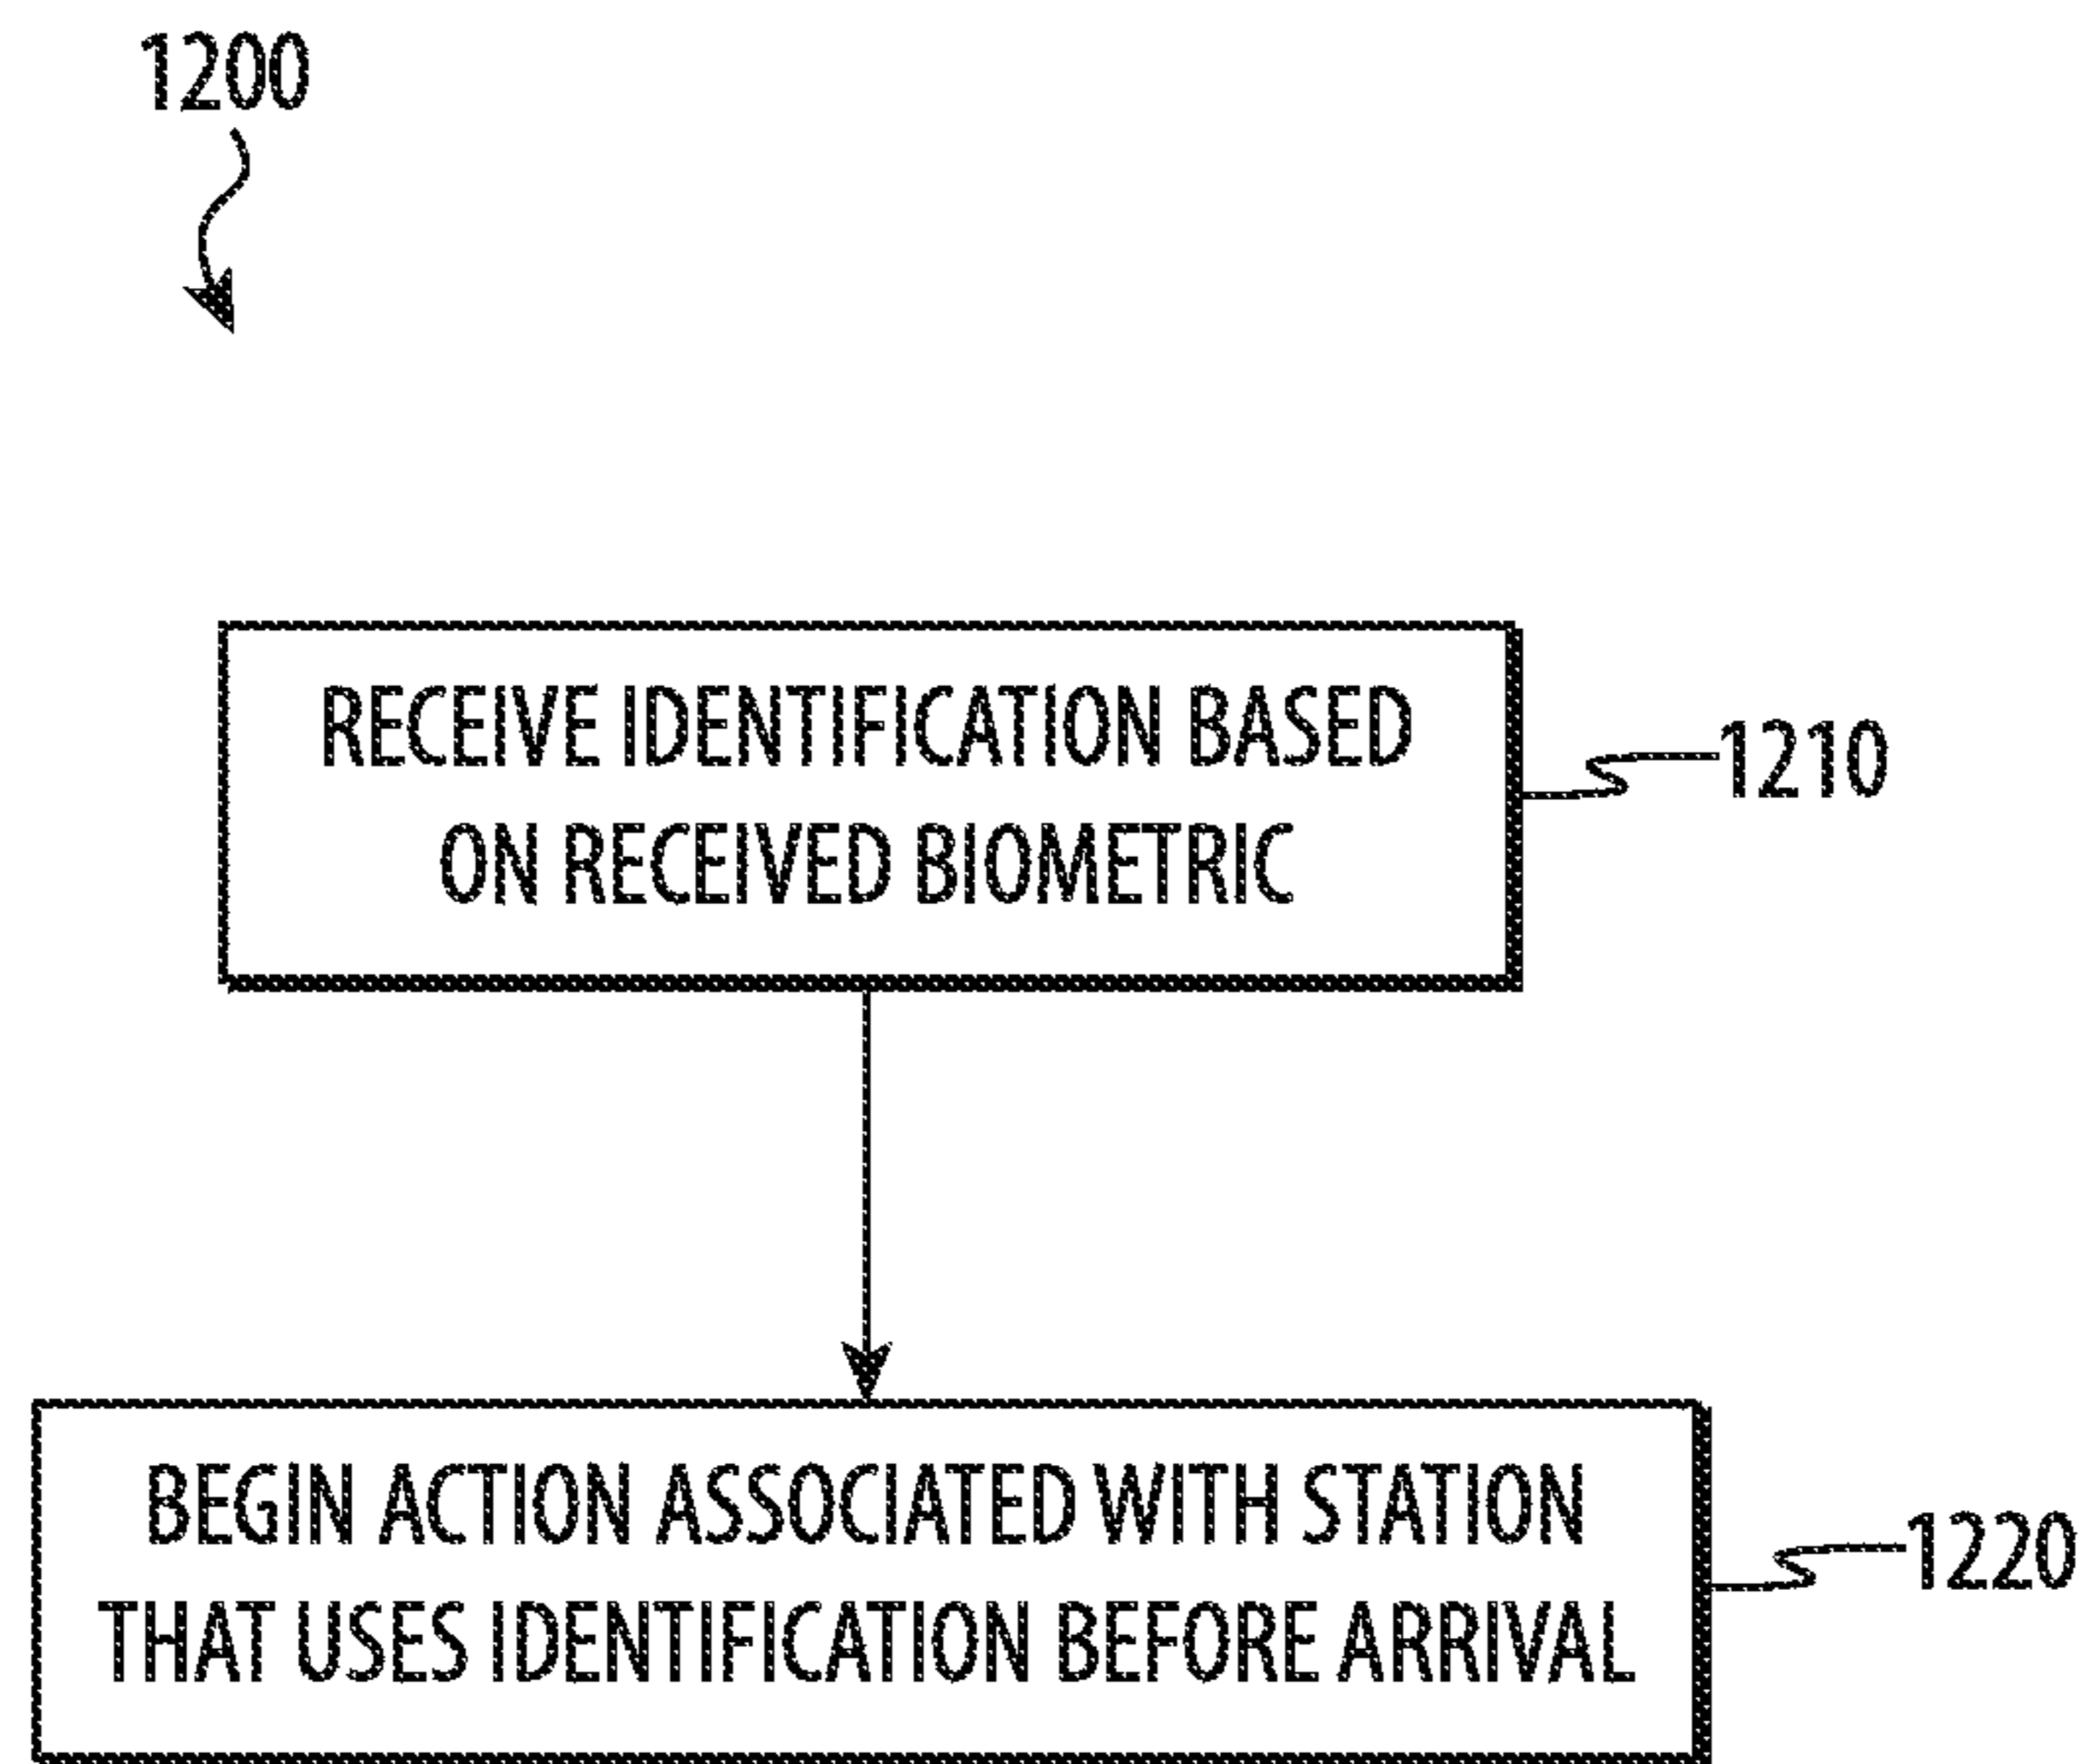 1200
RECEIVE IDENTIFICATION BASED
ON RECEIVED BIOMETRIC
1210
BEGIN ACTION ASSOCIATED WITH STATION
THAT USES IDENTIFICATION BEFORE ARRIVAL
1220